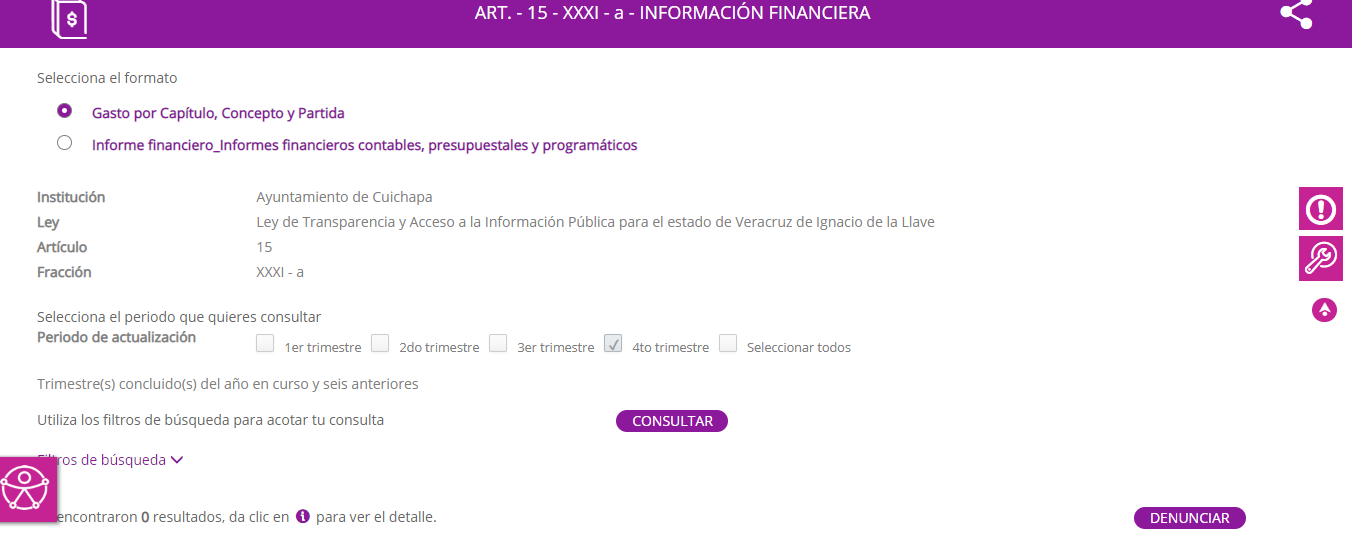 ART. - 15 - XXXI - a - INFORMACIÓN FINANCIERA
Selecciona el formato
Gasto por Capítulo, Concepto y Partida
Informe financiero_Informes financieros contables, presupuestales y programáticos
Institución Ayuntamiento de Cuichapa
Ley Ley de Transparencia y Acceso a la Información Pública para el estado de Veracruz de Ignacio de la Llave
Artículo 15
Fracción XXXI - a
Selecciona el periodo que quieres consultar
Periodo de actualización 1er trimestre 2do trimestre 3er trimestre 4to trimestre Seleccionar todos
Trimestre(s) concluido(s) del año en curso y seis anteriores
Utiliza los filtros de búsqueda para acotar tu consulta CONSULTAR
Filtros de búsqueda
encontraron 0 resultados, da clic en para ver el detalle. DENUNCIAR